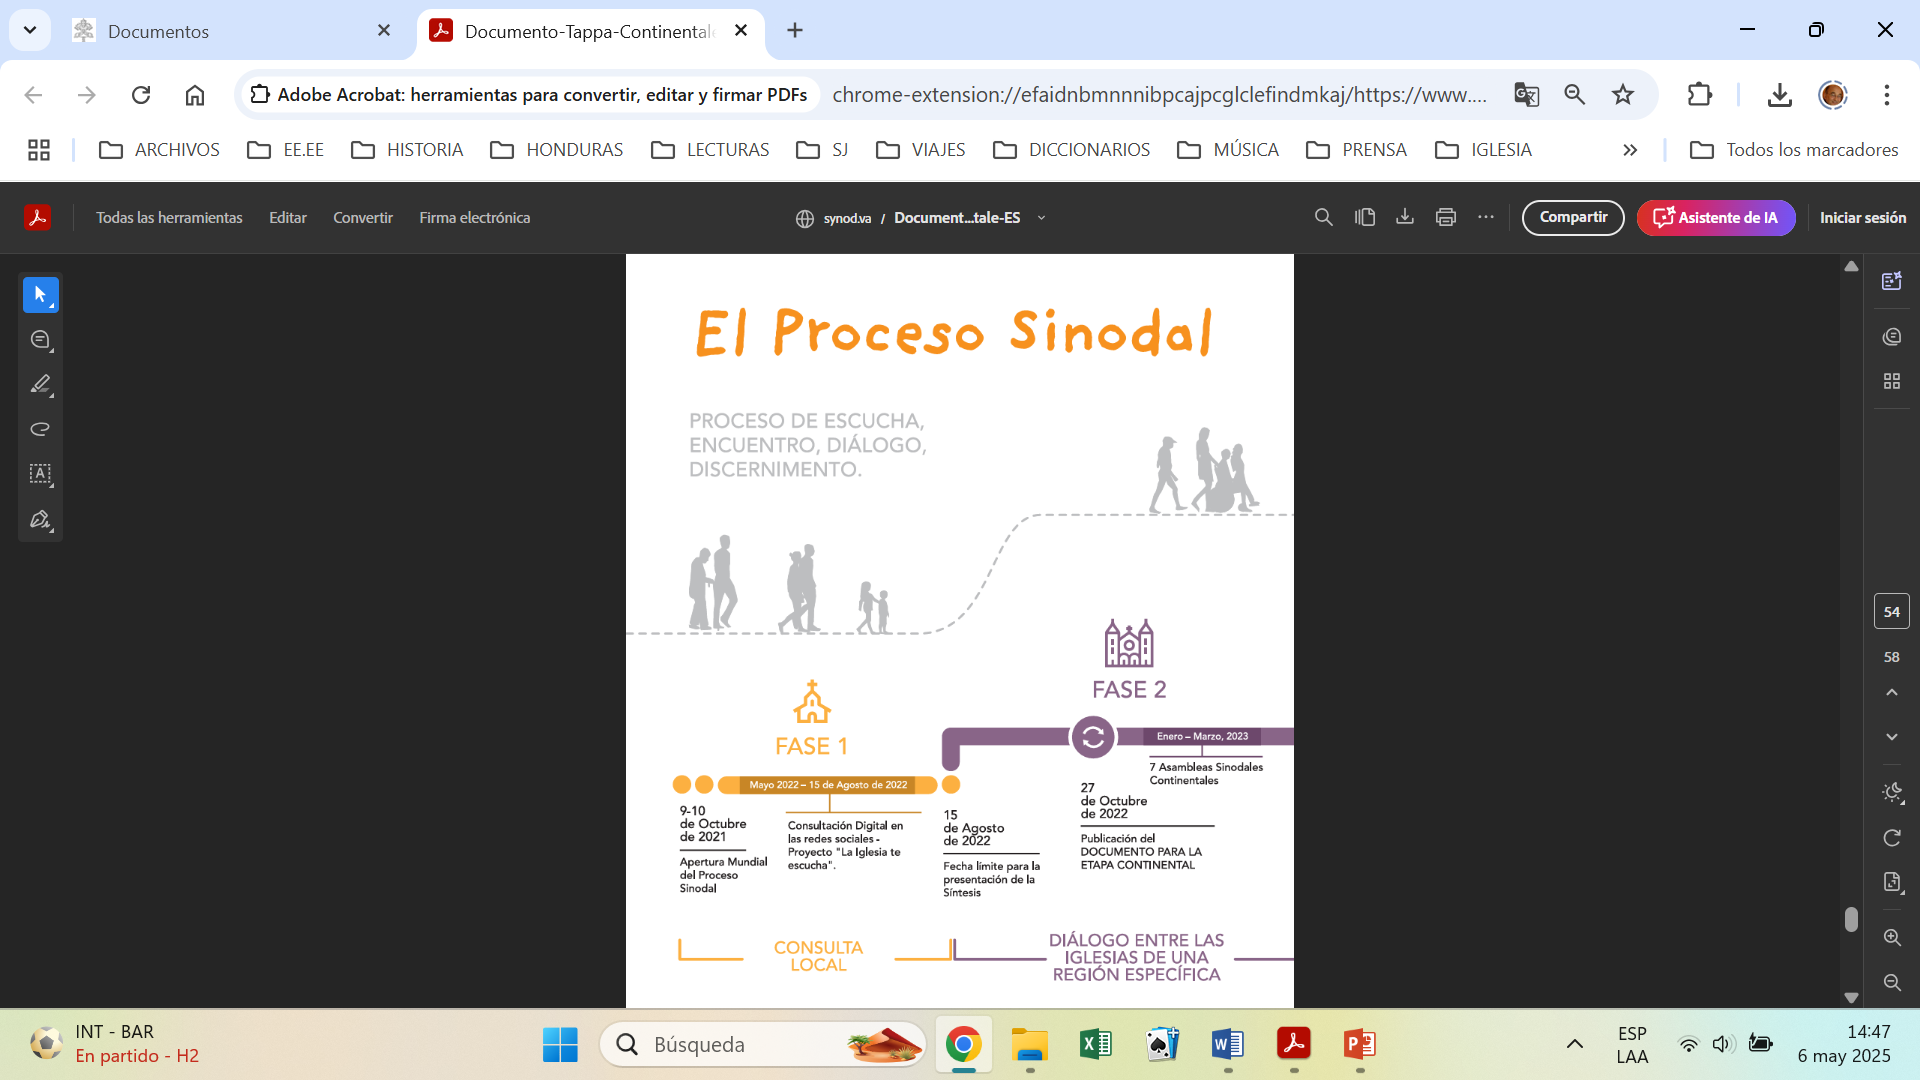 Documentos
Documento-Tappa-Continentale
Adobe Acrobat: herramientas para convertir, editar y firmar PDFs
chrome-extension://efaidnbmnnnibpcajpcglclefindmkaj/https://www....
ARCHIVOS
EE.EE
HISTORIA
HONDURAS
LECTURAS
SJ
VIAJES
DICCIONARIOS
MÚSICA
PRENSA
IGLESIA
Todos los marcadores
Todas las herramientas
Editar
Convertir
Firma electrónica
synod.va / Document...tale-ES
Compartir
Asistente de IA
Iniciar sesión
El Proceso Sinodal
PROCESO DE ESCUCHA,
ENCUENTRO, DIÁLOGO,
DISCERNIMENTO.
FASE 1
Mayo 2022 – 15 de Agosto de 2022
9-10
de Octubre
de 2021
Apertura Mundial
del Proceso
Sinodal
Consultación Digital en
las redes sociales -
Proyecto "La Iglesia te
escucha".
15
de Agosto
de 2022
Fecha límite para la
presentación de la
Síntesis
FASE 2
Enero – Marzo, 2023
7 Asambleas Sinodales
Continentales
27
de Octubre
de 2022
Publicación del
DOCUMENTO PARA LA
ETAPA CONTINENTAL
CONSULTA
LOCAL
DIÁLOGO ENTRE LAS
IGLESIAS DE UNA
REGIÓN ESPECÍFICA
54
58
INT - BAR
En partido - H2
Búsqueda
ESP
LAA
14:47
6 may 2025